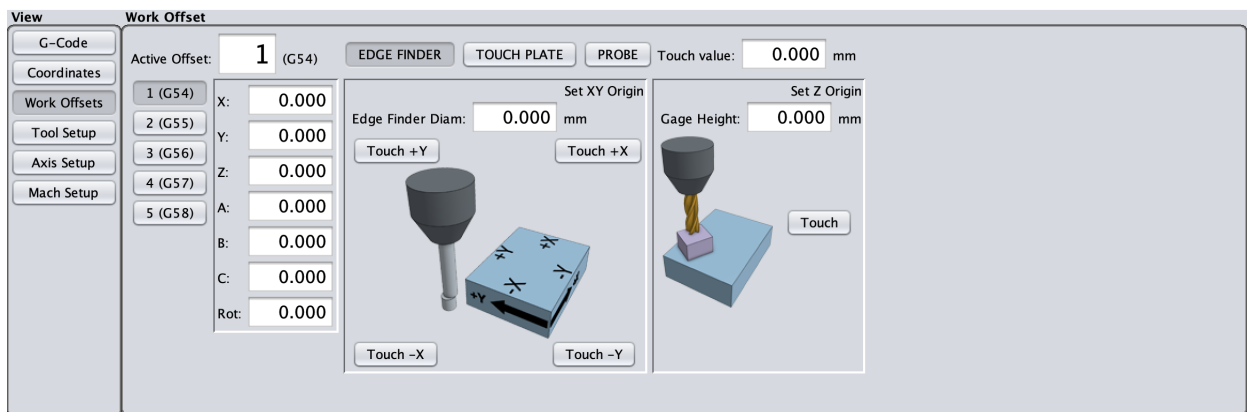 View
G-Code
Coordinates
Work Offsets
Tool Setup
Axis Setup
Mach Setup
Work Offset
Active Offset: 1 (G54)
EDGE FINDER TOUCH PLATE PROBE Touch value: 0.000 mm
1 (G54)
2 (G55)
3 (G56)
4 (G57)
5 (G58)
X: 0.000
Y: 0.000
Z: 0.000
A: 0.000
B: 0.000
C: 0.000
Rot: 0.000
Set XY Origin
Edge Finder Diam: 0.000 mm
Touch +Y Touch +X
+Y +X
-X -Y
+Y
Touch -X Touch -Y
Set Z Origin
Gage Height: 0.000 mm
Touch